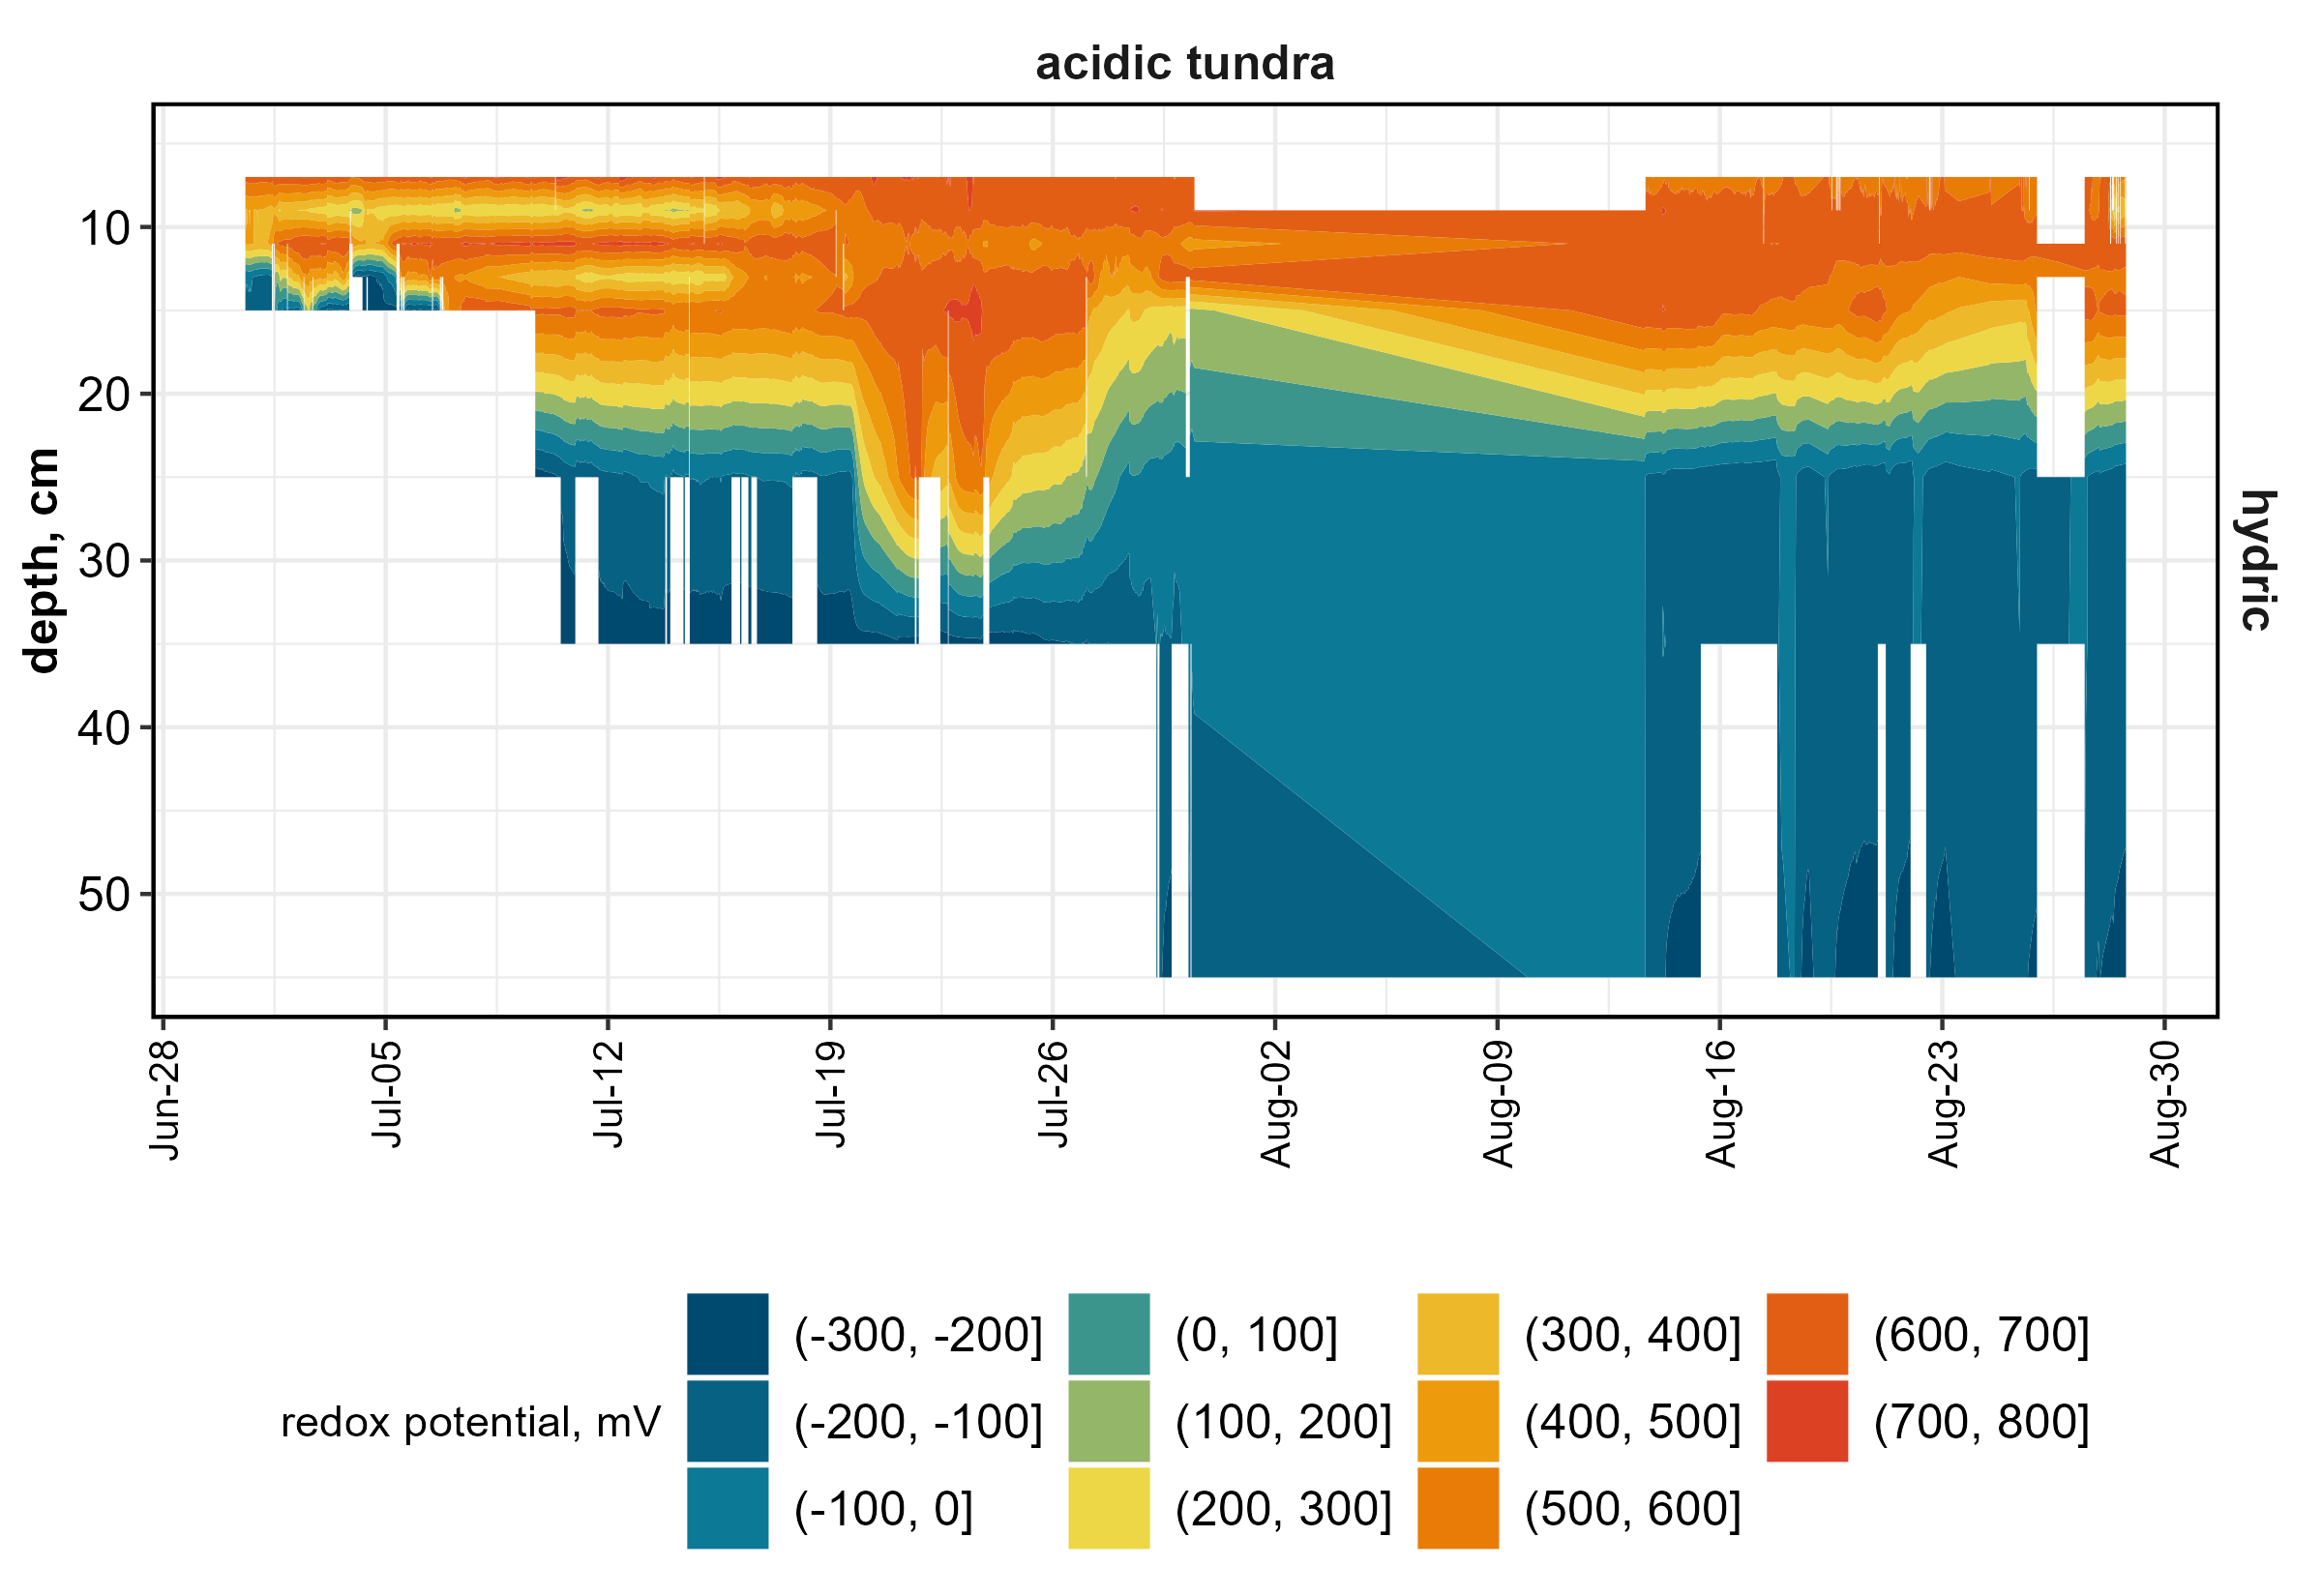 acidic tundra
depth, cm
10
20
30
40
50
hydric
Jun-28
Jul-05
Jul-12
Jul-19
Jul-26
Aug-02
Aug-09
Aug-16
Aug-23
Aug-30
redox potential, mV
(-300, -200]
(-200, -100]
(-100, 0]
(0, 100]
(100, 200]
(200, 300]
(300, 400]
(400, 500]
(500, 600]
(600, 700]
(700, 800]